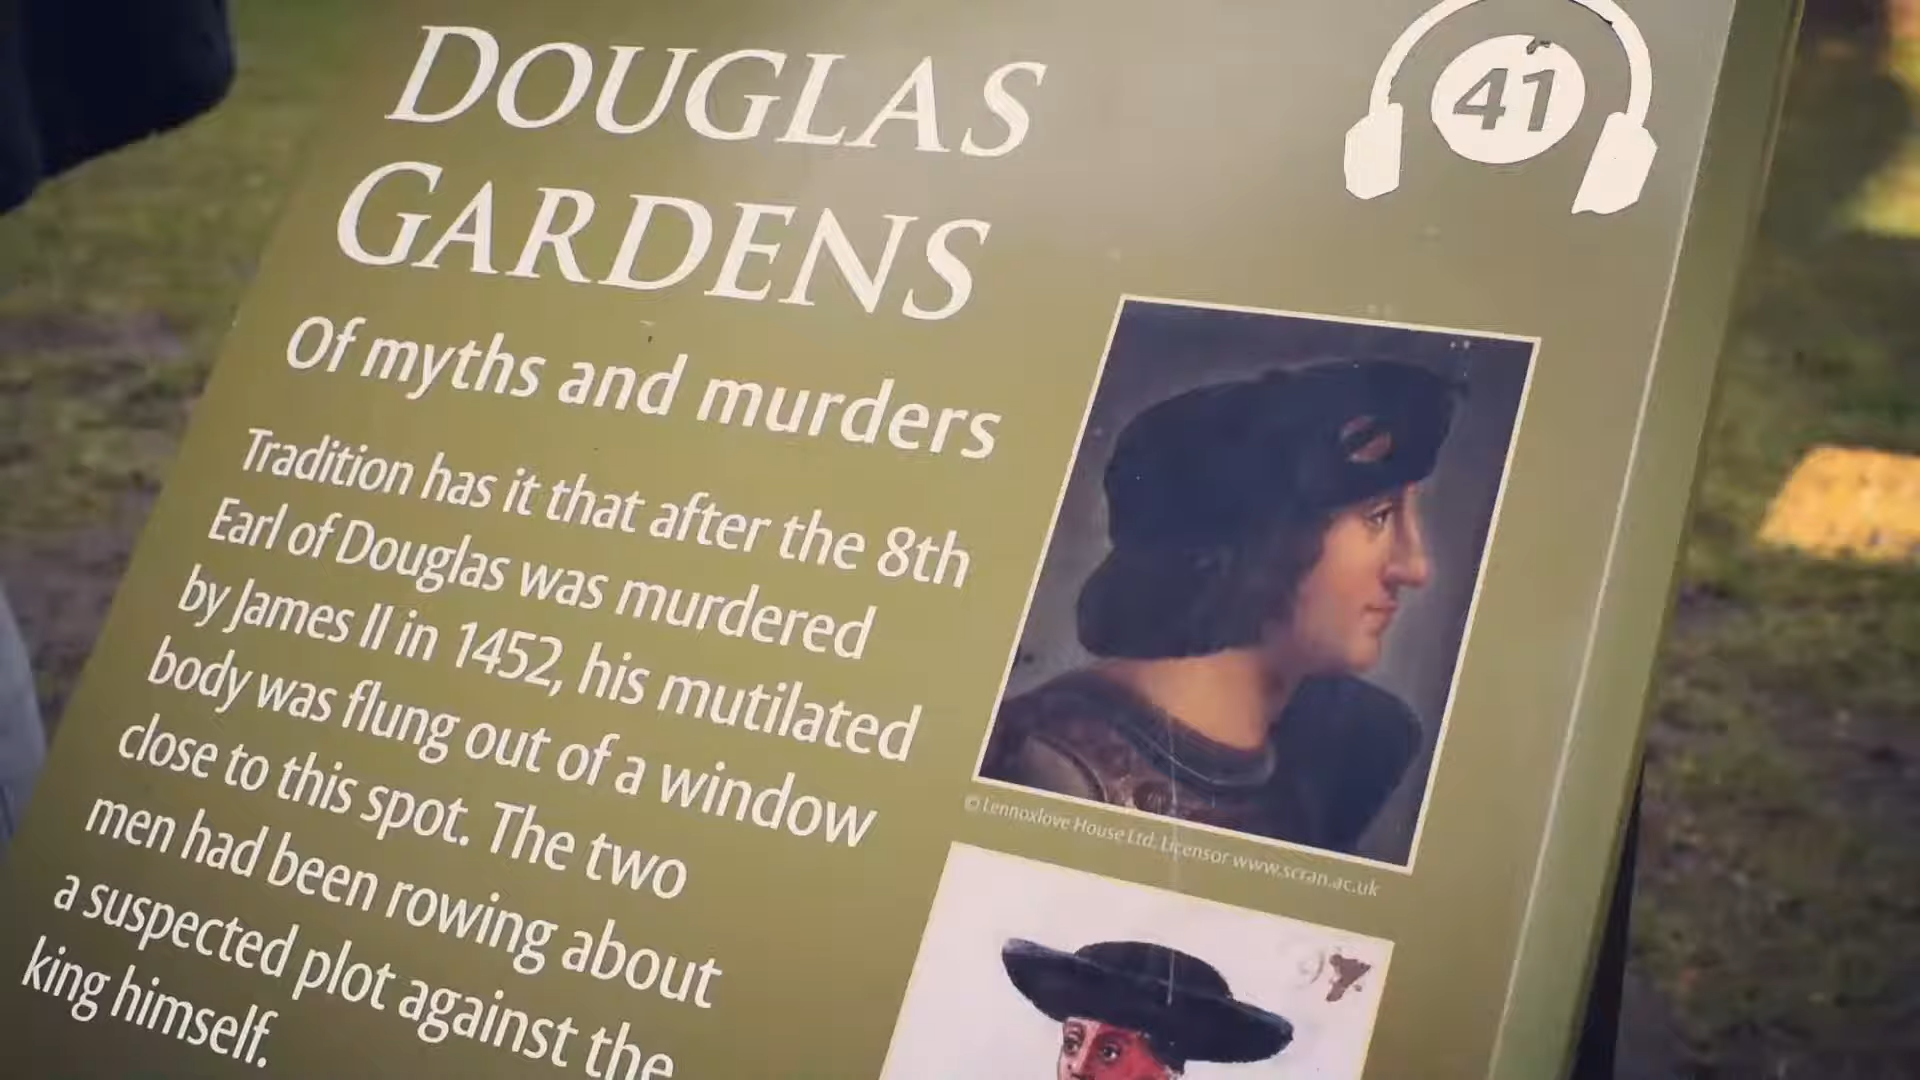 DOUGLAS
GARDENS
41
Of myths and murders
Tradition has it that after the 8th
Earl of Douglas was murdered
by James II in 1452, his mutilated
body was flung out of a window
close to this spot. The two
men had been rowing about
a suspected plot against the
king himself.
© Lennoxlove House Ltd. Licensor www.scran.ac.uk